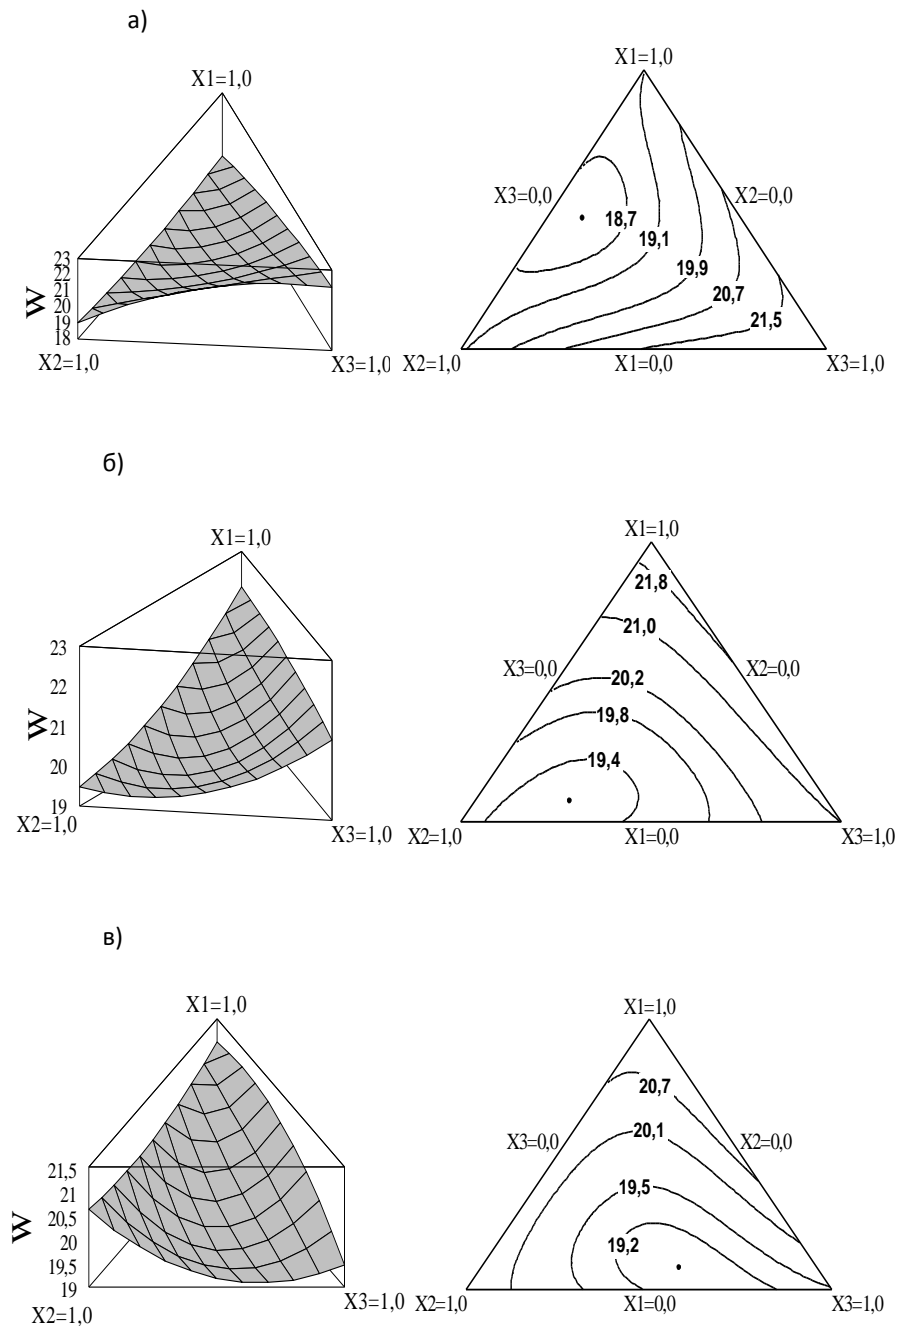 а)
X1=1,0
23
22
21
20
19
18
W
X2=1,0
X3=1,0
X1=1,0
X3=0,0
X2=0,0
18,7
19,1
19,9
20,7
21,5
X2=1,0
X1=0,0
X3=1,0
б)
X1=1,0
23
22
21
20
19
W
X2=1,0
X3=1,0
X1=1,0
21,8
21,0
X3=0,0
X2=0,0
20,2
19,8
19,4
X2=1,0
X1=0,0
X3=1,0
в)
X1=1,0
21,5
21
20,5
20
19,5
19
W
X2=1,0
X3=1,0
X1=1,0
20,7
20,1
X3=0,0
X2=0,0
19,5
19,2
X2=1,0
X1=0,0
X3=1,0